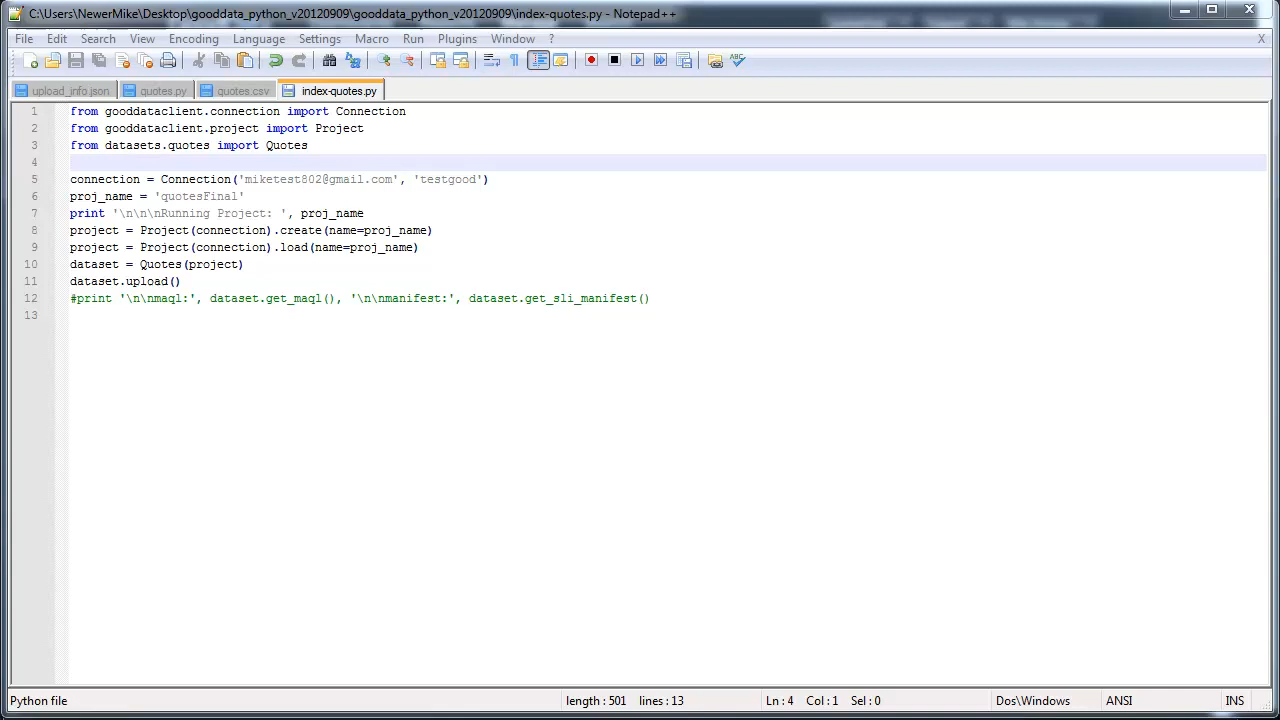 C:\Users\NewerMike\Desktop\gooddata_python_v20120909\gooddata_python_v20120909\index-quotes.py - Notepad++
File Edit Search View Encoding Language Settings Macro Run Plugins Window ? X
upload_info.json quotes.py quotes.csv index-quotes.py
1 from gooddataclient.connection import Connection
2 from gooddataclient.project import Project
3 from datasets.quotes import Quotes
4
5 connection = Connection('miketest802@gmail.com', 'testgood')
6 proj_name = 'quotesFinal'
7 print '\n\n\nRunning Project: ', proj_name
8 project = Project(connection).create(name=proj_name)
9 project = Project(connection).load(name=proj_name)
10 dataset = Quotes(project)
11 dataset.upload()
12 #print '\n\nmaql:', dataset.get_maql(), '\n\nmanifest:', dataset.get_sli_manifest()
13
Python file length : 501 lines : 13 Ln : 4 Col : 1 Sel : 0 Dos\Windows ANSI INS